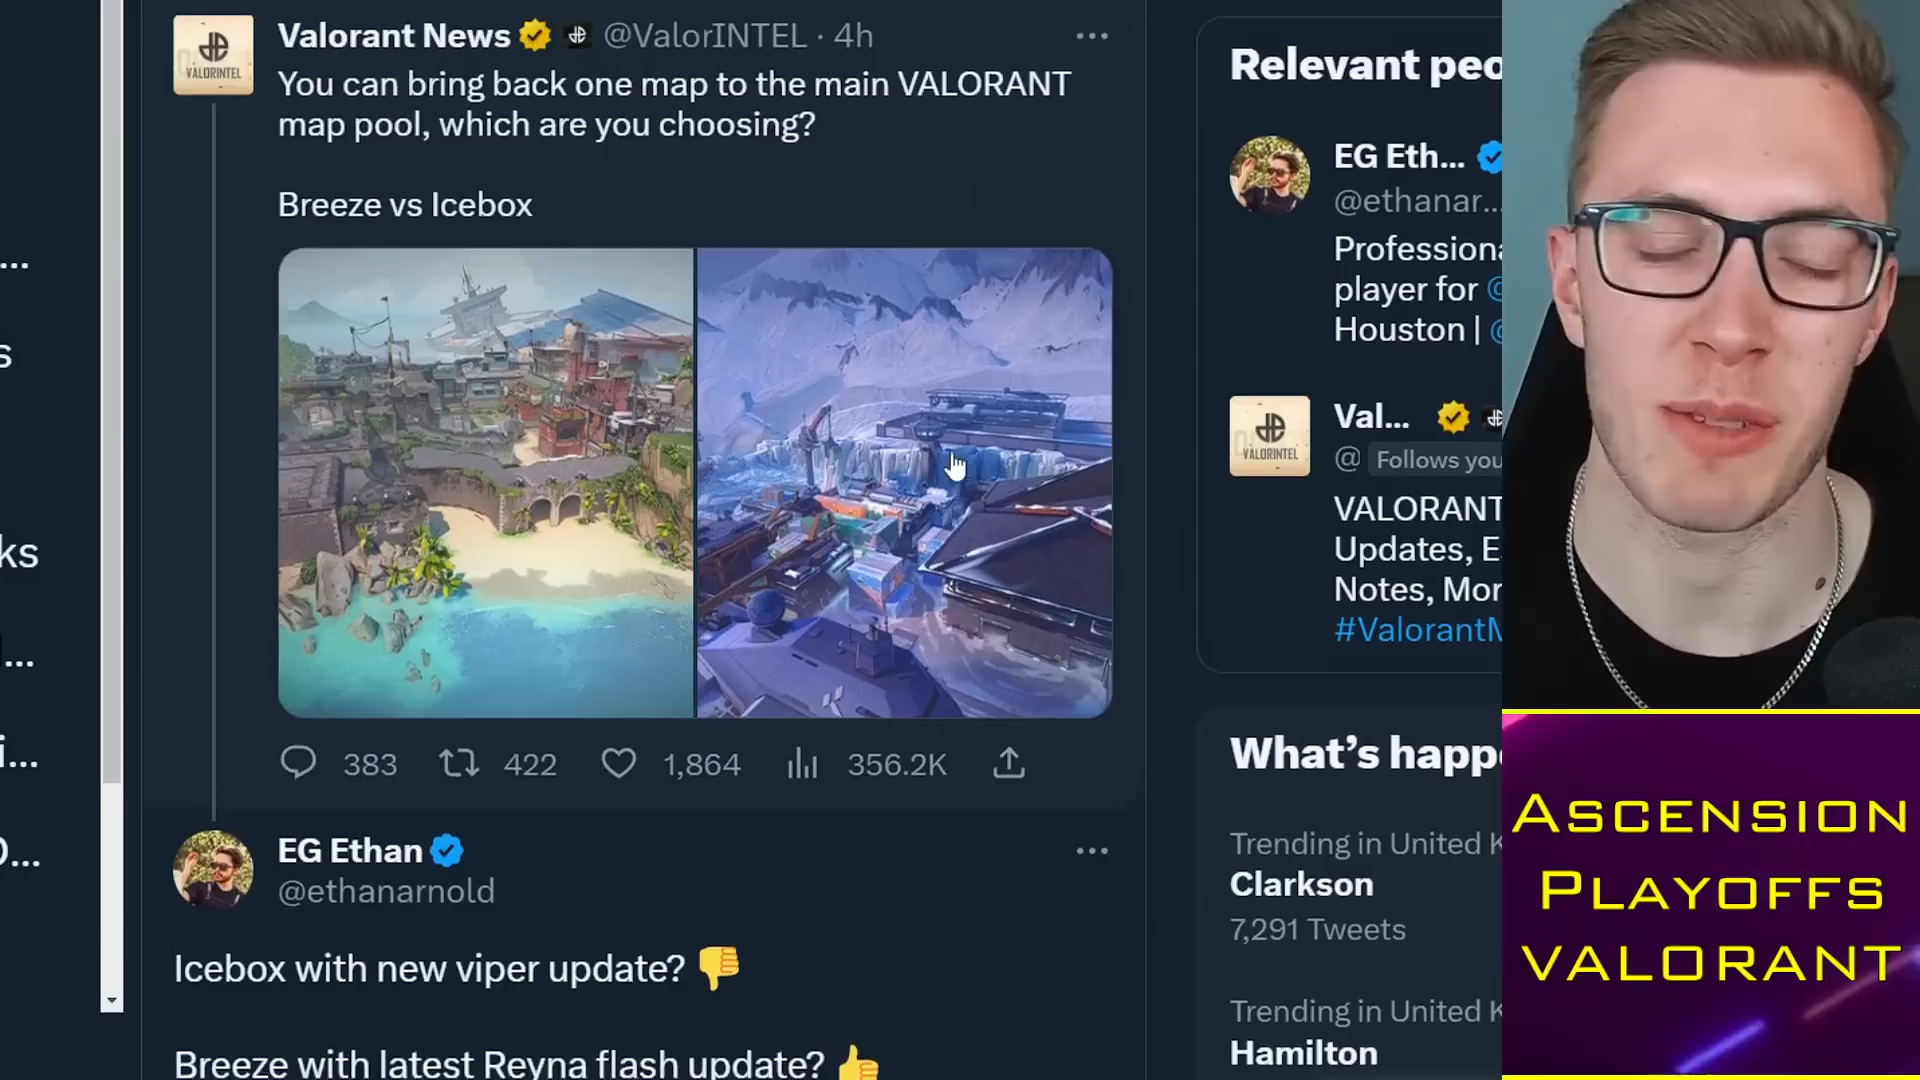 Valorant News @ValorINTEL · 4h
You can bring back one map to the main VALORANT
map pool, which are you choosing?
Breeze vs Icebox
VALORINTEL
383 422 1,864 356.2K
EG Ethan
@ethanarnold
Icebox with new viper update? 👎
Breeze with latest Reyna flash update? 👍
...
s
...
ks
...
i...
...
Relevant peo
EG Eth...
@ethanar...
Professiona
player for @
Houston | @
VALORINTEL
Val...
@ Follows you
VALORANT
Updates, E
Notes, Mor
#ValorantM
What's happe
Trending in United K
Clarkson
7,291 Tweets
Trending in United K
Hamilton
ASCENSION
PLAYOFFS
VALORANT